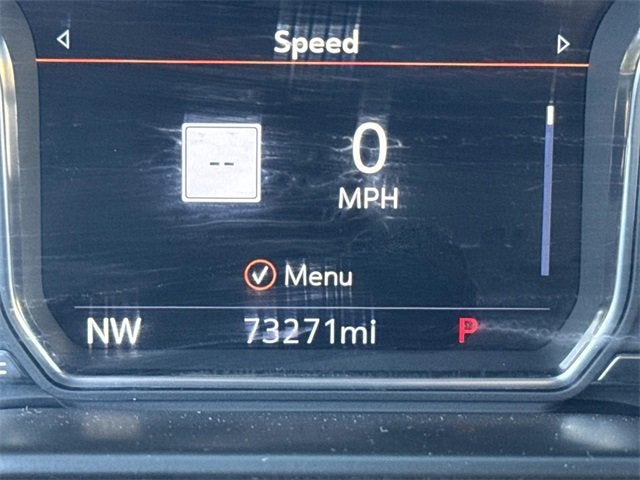 Speed
--
0
MPH
Menu
NW 73271mi P